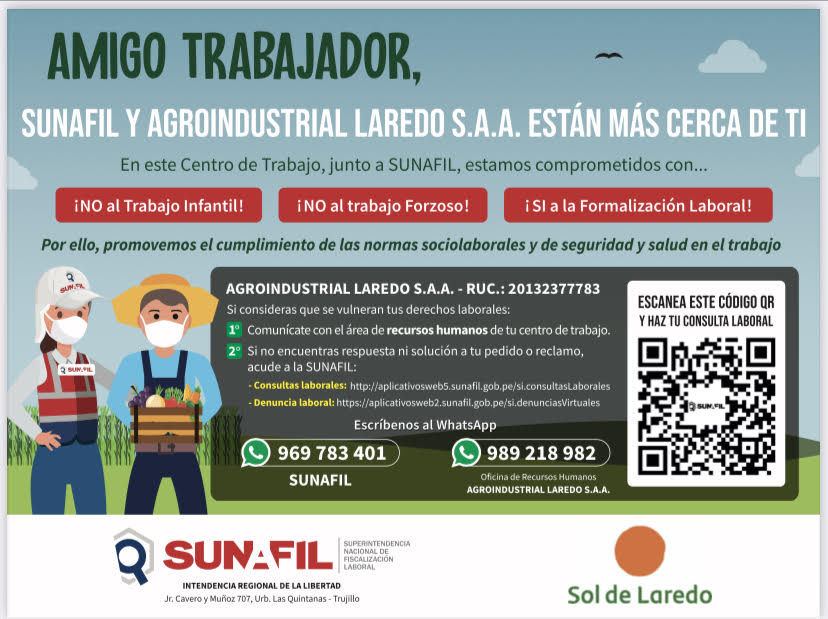 AMIGO TRABAJADOR,
SUNAFIL Y AGROINDUSTRIAL LAREDO S.A.A. ESTÁN MÁS CERCA DE TI
En este Centro de Trabajo, junto a SUNAFIL, estamos comprometidos con...
¡NO al Trabajo Infantil!
¡NO al trabajo Forzoso!
¡SI a la Formalización Laboral!
Por ello, promovemos el cumplimiento de las normas sociolaborales y de seguridad y salud en el trabajo
SUNAFIL
SUNAFIL
AGROINDUSTRIAL LAREDO S.A.A. - RUC.: 20132377783
Si consideras que se vulneran tus derechos laborales:
1° Comunícate con el área de recursos humanos de tu centro de trabajo.
2° Si no encuentras respuesta ni solución a tu pedido o reclamo,
acude a la SUNAFIL:
- Consultas laborales: http://aplicativosweb5.sunafil.gob.pe/si.consultasLaborales
- Denuncia laboral: https://aplicativosweb2.sunafil.gob.pe/si.denunciasVirtuales
Escríbenos al WhatsApp
969 783 401
SUNAFIL
989 218 982
Oficina de Recursos Humanos
AGROINDUSTRIAL LAREDO S.A.A.
ESCANEA ESTE CÓDIGO QR
Y HAZ TU CONSULTA LABORAL
SUNAFIL
SUNAFIL
SUPERINTENDENCIA
NACIONAL DE
FISCALIZACIÓN
LABORAL
INTENDENCIA REGIONAL DE LA LIBERTAD
Jr. Cavero y Muñoz 707, Urb. Las Quintanas - Trujillo
Sol de Laredo